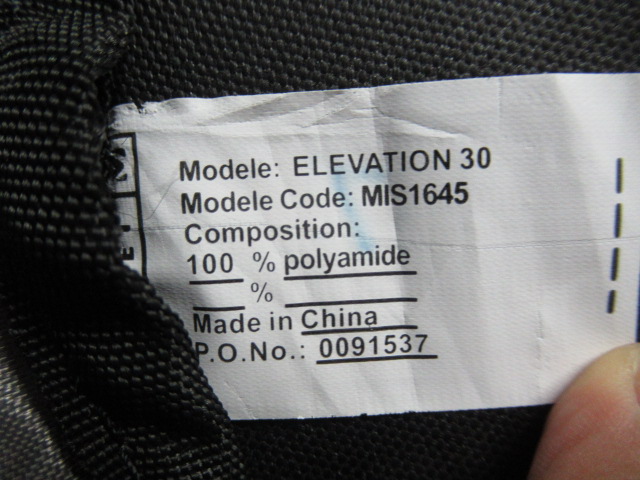 Modele: ELEVATION 30
Modele Code: MIS1645
Composition:
100 % polyamide
%
Made in China
P.O.No.: 0091537